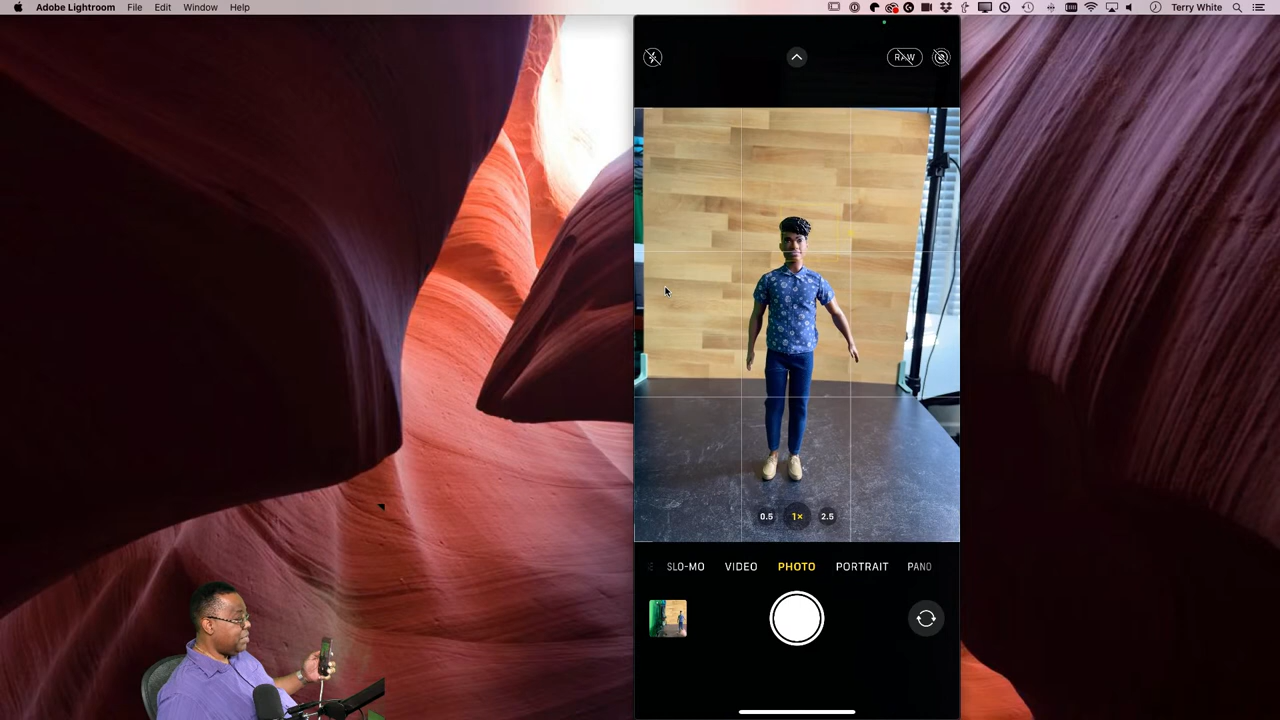 Adobe Lightroom File Edit Window Help Terry White
RAW
0.5 1× 2.5
SLO-MO VIDEO PHOTO PORTRAIT PANO